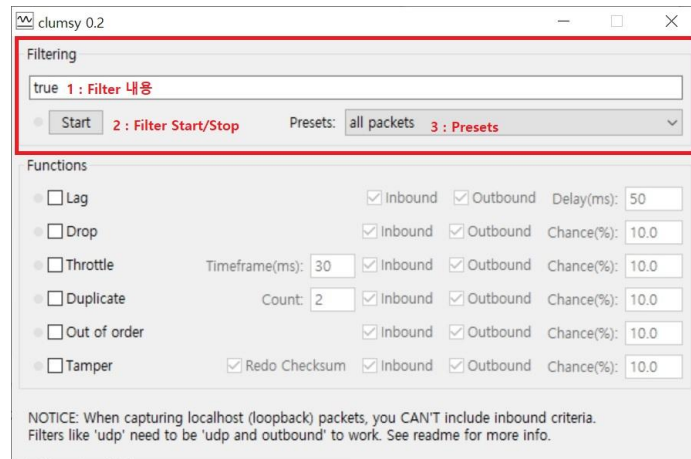 clumsy 0.2
Filtering
true 1 : Filter 내용
Start 2 : Filter Start/Stop Presets: all packets 3 : Presets
Functions
Lag Inbound Outbound Delay(ms): 50
Drop Inbound Outbound Chance(%): 10.0
Throttle Timeframe(ms): 30 Inbound Outbound Chance(%): 10.0
Duplicate Count: 2 Inbound Outbound Chance(%): 10.0
Out of order Inbound Outbound Chance(%): 10.0
Tamper Redo Checksum Inbound Outbound Chance(%): 10.0
NOTICE: When capturing localhost (loopback) packets, you CAN'T include inbound criteria.
Filters like 'udp' need to be 'udp and outbound' to work. See readme for more info.